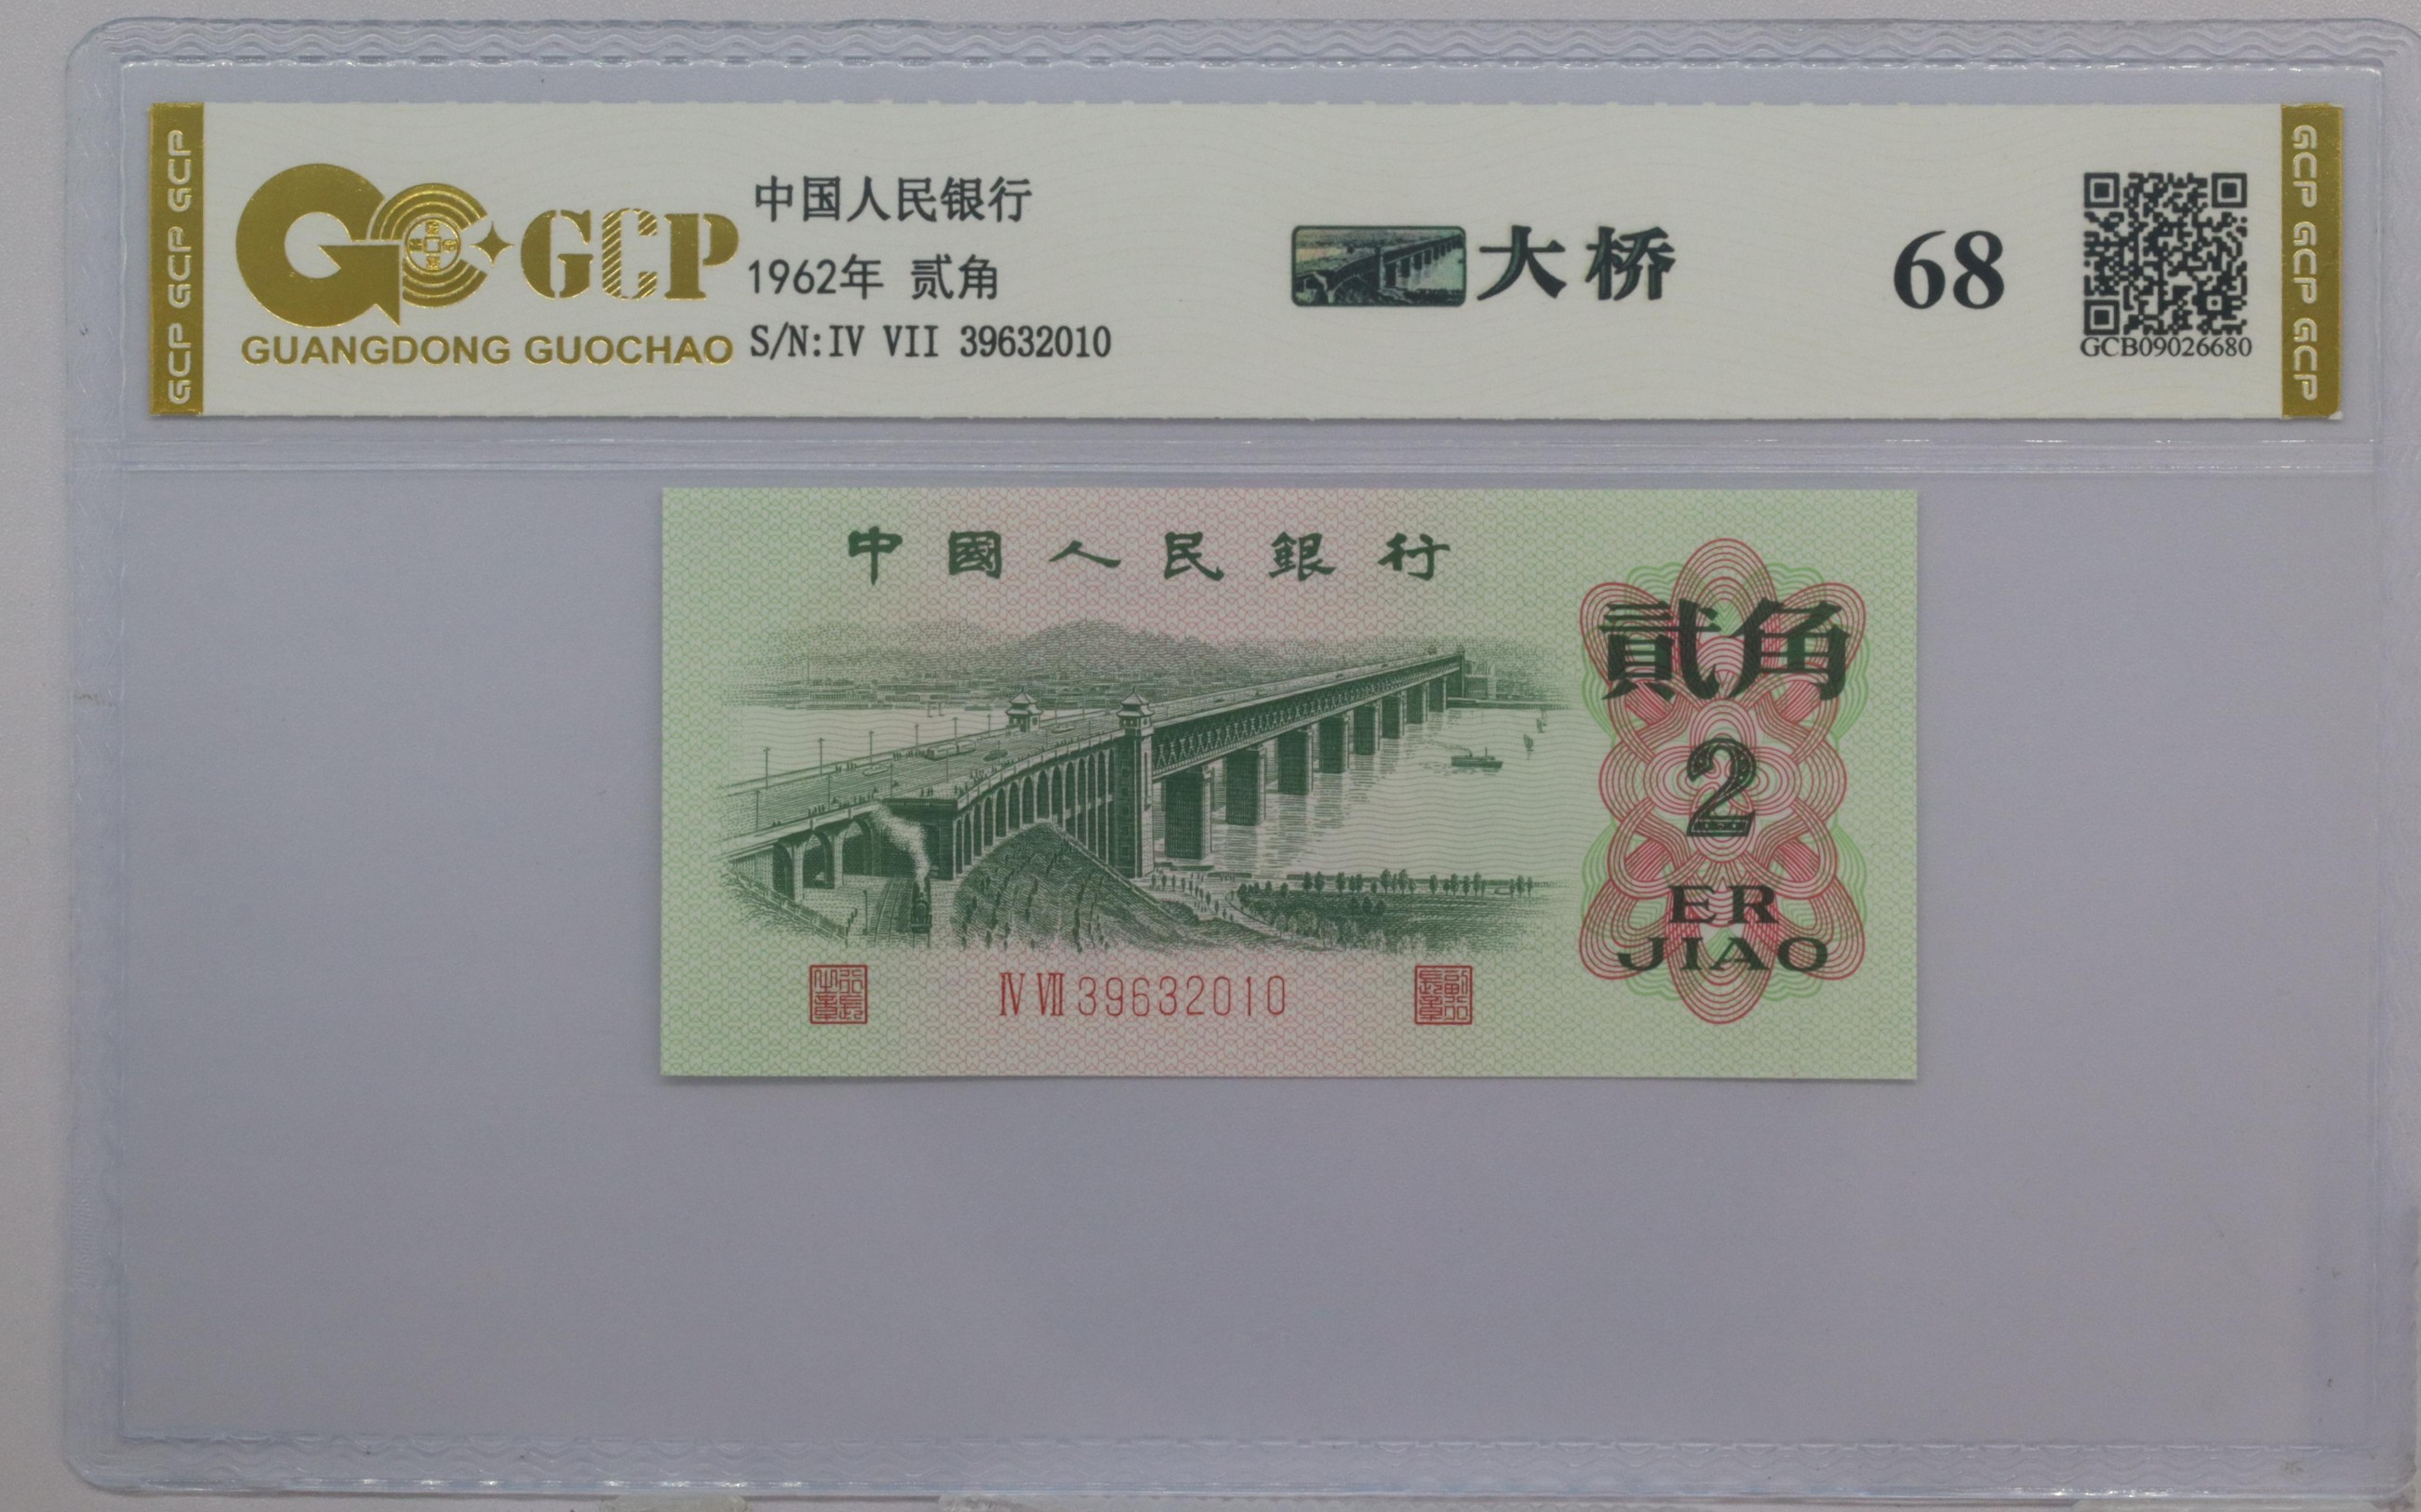 GCP GCP GCP
GCP
GUANGDONG GUOCHAO
中国人民银行
1962年 贰角
S/N:IV VII 39632010
大桥
68
GCB09026680
GCP GCP GCP
中國人民銀行
貳角
2
ER
JIAO
IV VII 39632010